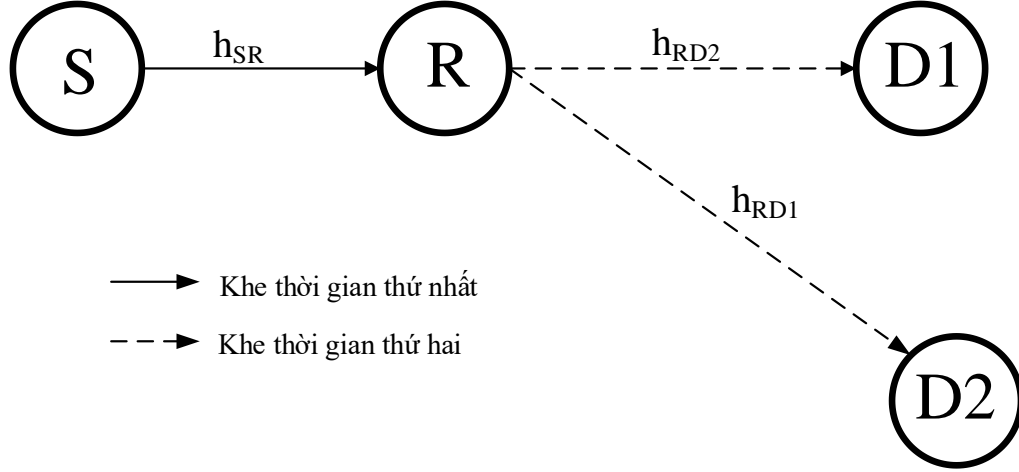 S
h_SR
R
h_RD2
D1
h_RD1
D2
Khe thời gian thứ nhất
Khe thời gian thứ hai